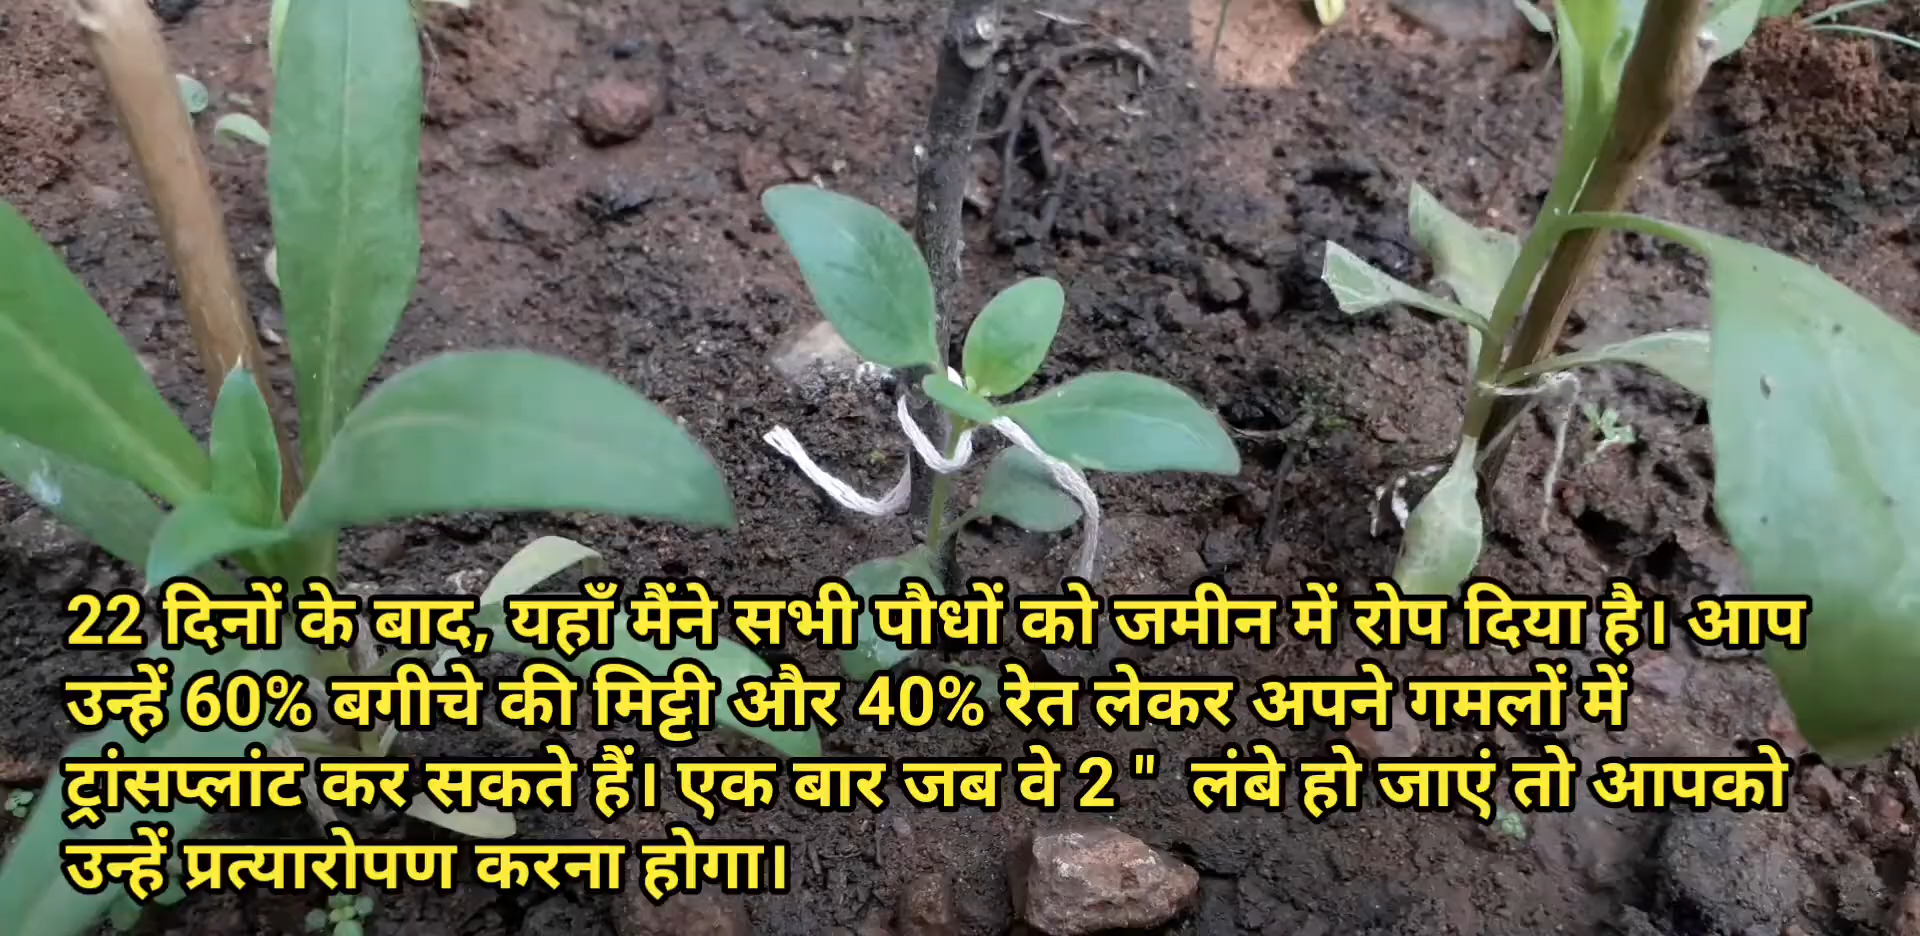 22 दिनों के बाद, यहाँ मैंने सभी पौधों को जमीन में रोप दिया है। आप
उन्हें 60% बगीचे की मिट्टी और 40% रेत लेकर अपने गमलों में
ट्रांसप्लांट कर सकते हैं। एक बार जब वे 2 " लंबे हो जाएं तो आपको
उन्हें प्रत्यारोपण करना होगा।